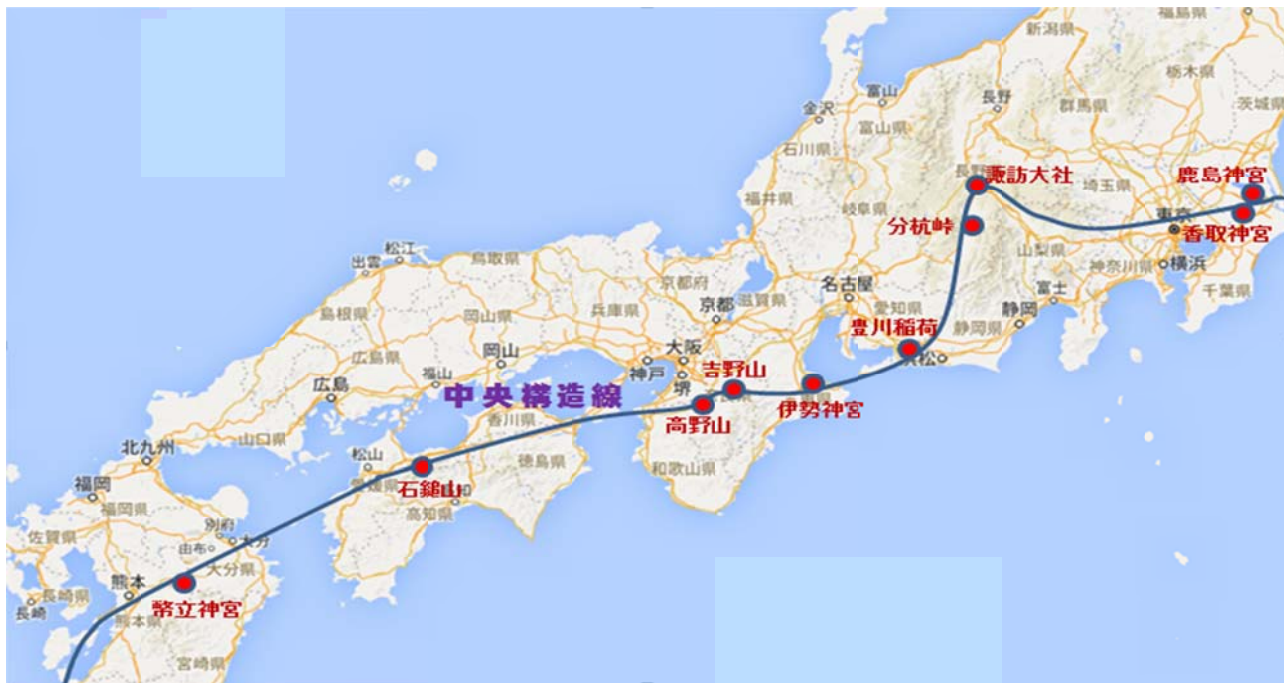 福島県
新潟県
栃木県
富山
長野
金沢
群馬県
茨城県
富山県
石川県
諏訪大社
鹿島神宮
埼玉県
福井県
岐阜県
分杭峠
東京
香取神宮
山梨県
松江
鳥取県
京都府
神奈川県
横浜
出雲
名古屋
富士
千葉県
兵庫県
滋賀県
愛知県
島根県
岡山県
京都
静岡
静岡県
豊川稲荷
大阪
広島県
岡山
浜松
神戸
吉野山
福山
堺
広島
中央構造線
伊勢神宮
高野山
香川県
山口県
北九州
松山
徳島県
和歌山県
石鎚山
愛媛県
福岡
高知県
福岡県
別府
佐賀県
大分
由布
大分県
熊本
長崎県
幣立神宮
長崎
熊本県
宮崎県